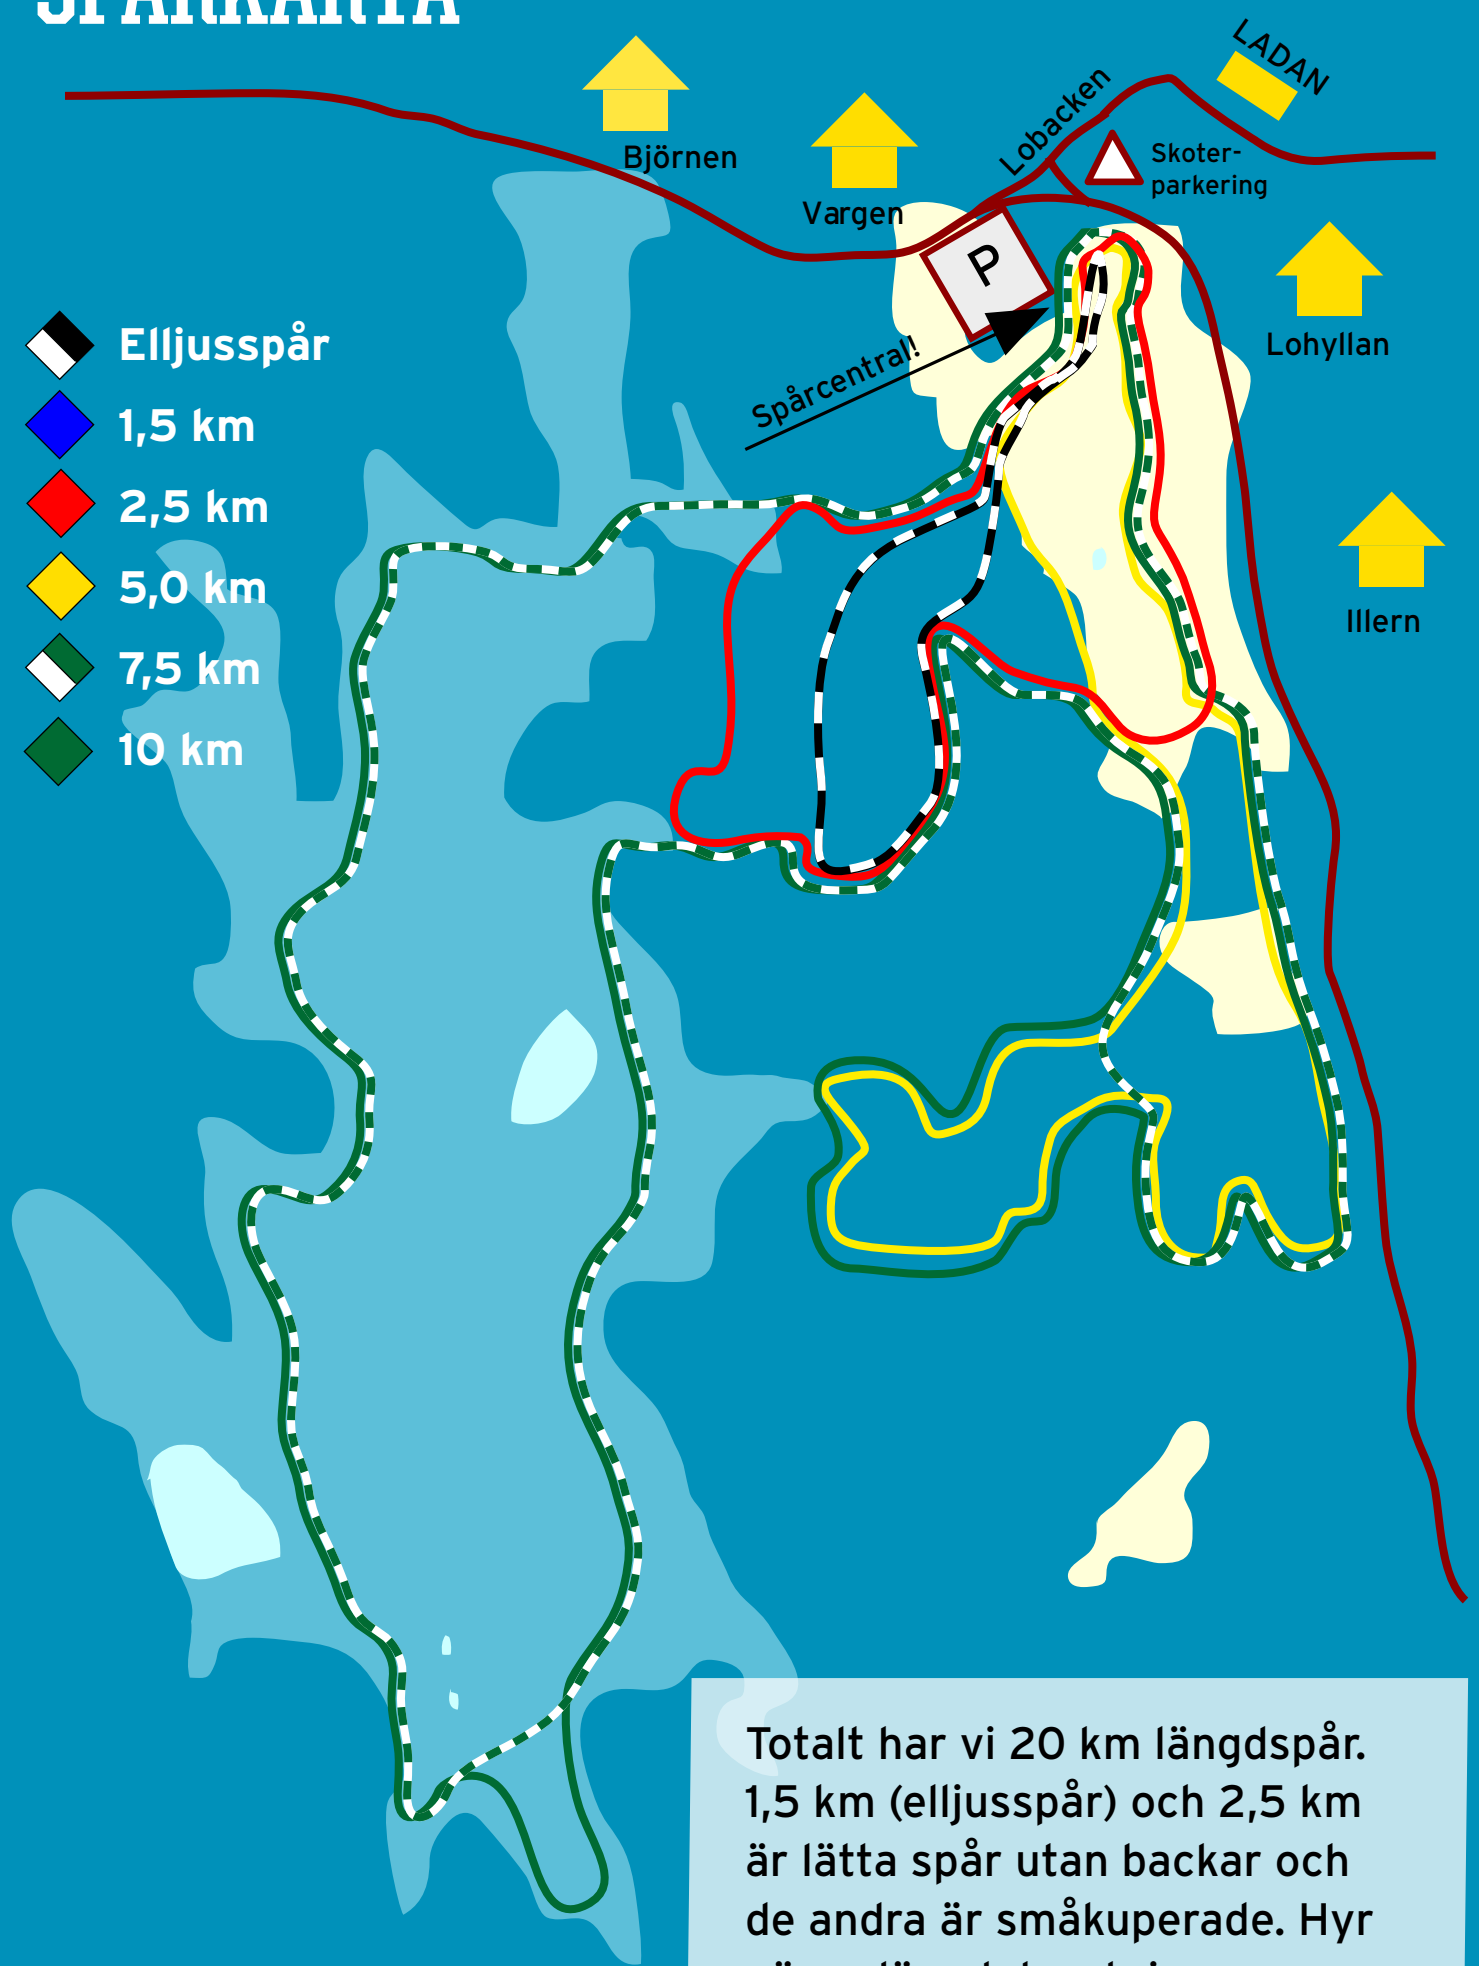 SPÅRKARTA
LADAN
Lobacken
Björnen
Skoter-
parkering
Vargen
P
Lohyllan
Spårcentral!
Elljusspår
1,5 km
2,5 km
5,0 km
7,5 km
10 km
Illern
Totalt har vi 20 km längdspår.
1,5 km (elljusspår) och 2,5 km
är lätta spår utan backar och
de andra är småkuperade. Hyr